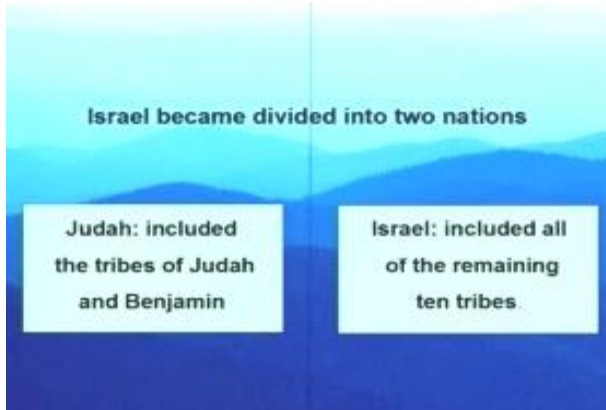 Israel became divided into two nations
Judah: included
the tribes of Judah
and Benjamin
Israel: included all
of the remaining
ten tribes